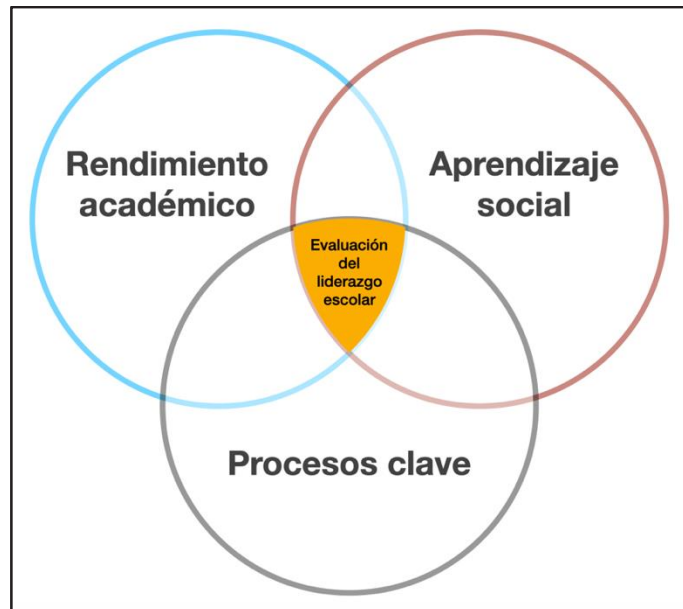 Rendimiento
académico
Aprendizaje
social
Evaluación
del
liderazgo
escolar
Procesos clave